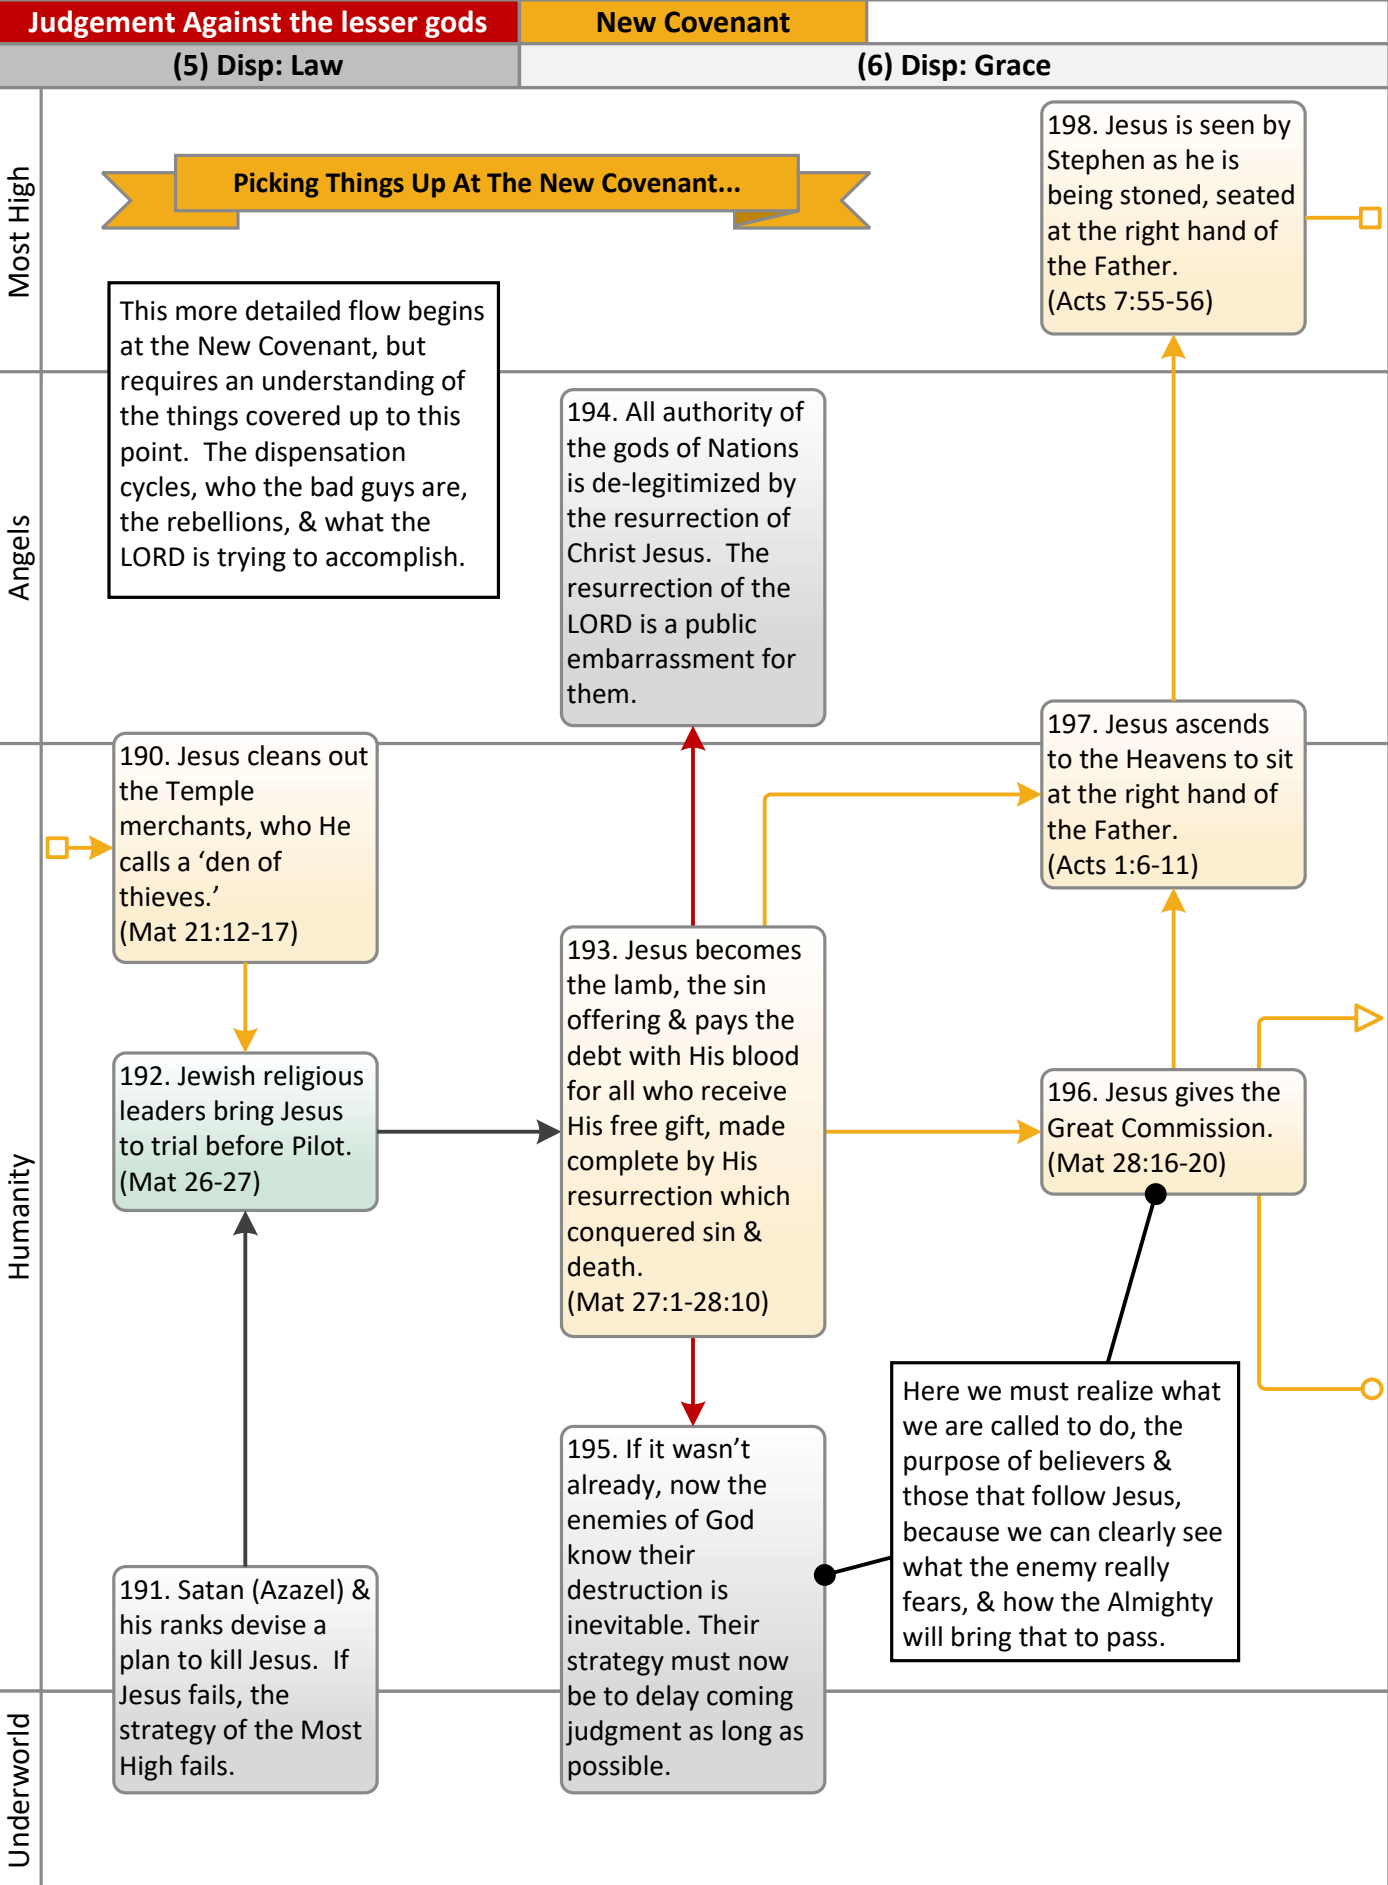 Judgement Against the lesser gods
New Covenant
(5) Disp: Law
(6) Disp: Grace
Most High
Picking Things Up At The New Covenant...
This more detailed flow begins
at the New Covenant, but
requires an understanding of
the things covered up to this
point.  The dispensation
cycles, who the bad guys are,
the rebellions, & what the
LORD is trying to accomplish.
198. Jesus is seen by
Stephen as he is
being stoned, seated
at the right hand of
the Father.
(Acts 7:55-56)
Angels
194. All authority of
the gods of Nations
is de-legitimized by
the resurrection of
Christ Jesus.  The
resurrection of the
LORD is a public
embarrassment for
them.
197. Jesus ascends
to the Heavens to sit
at the right hand of
the Father.
(Acts 1:6-11)
Humanity
190. Jesus cleans out
the Temple
merchants, who He
calls a ‘den of
thieves.’
(Mat 21:12-17)
192. Jewish religious
leaders bring Jesus
to trial before Pilot.
(Mat 26-27)
193. Jesus becomes
the lamb, the sin
offering & pays the
debt with His blood
for all who receive
His free gift, made
complete by His
resurrection which
conquered sin &
death.
(Mat 27:1-28:10)
196. Jesus gives the
Great Commission.
(Mat 28:16-20)
Here we must realize what
we are called to do, the
purpose of believers &
those that follow Jesus,
because we can clearly see
what the enemy really
fears, & how the Almighty
will bring that to pass.
195. If it wasn’t
already, now the
enemies of God
know their
destruction is
inevitable. Their
strategy must now
be to delay coming
judgment as long as
possible.
191. Satan (Azazel) &
his ranks devise a
plan to kill Jesus.  If
Jesus fails, the
strategy of the Most
High fails.
Underworld